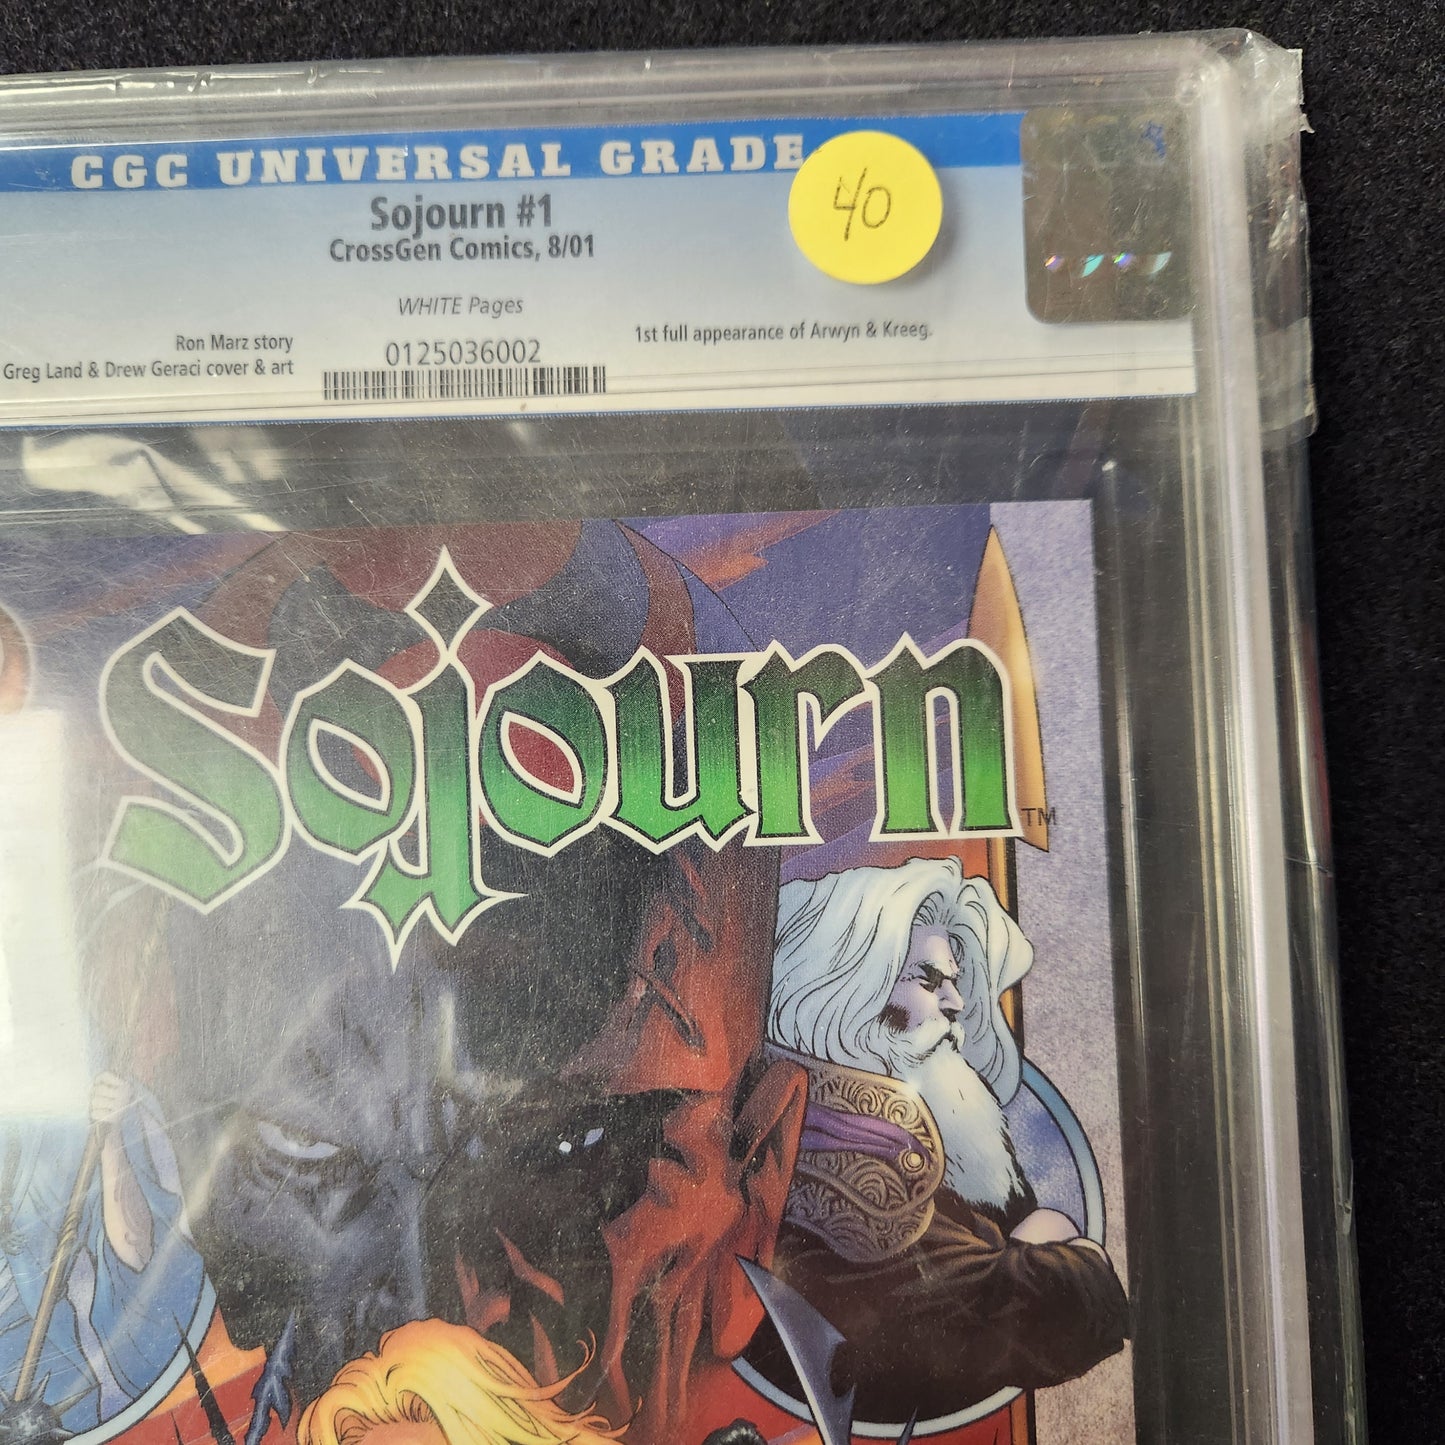 CGC UNIVERSAL GRADE
40
Sojourn #1
CrossGen Comics, 8/01
WHITE Pages
Ron Marz story
Greg Land & Drew Geraci cover & art
0125036002
1st full appearance of Arwyn & Kreeg.
Sojourn
TM